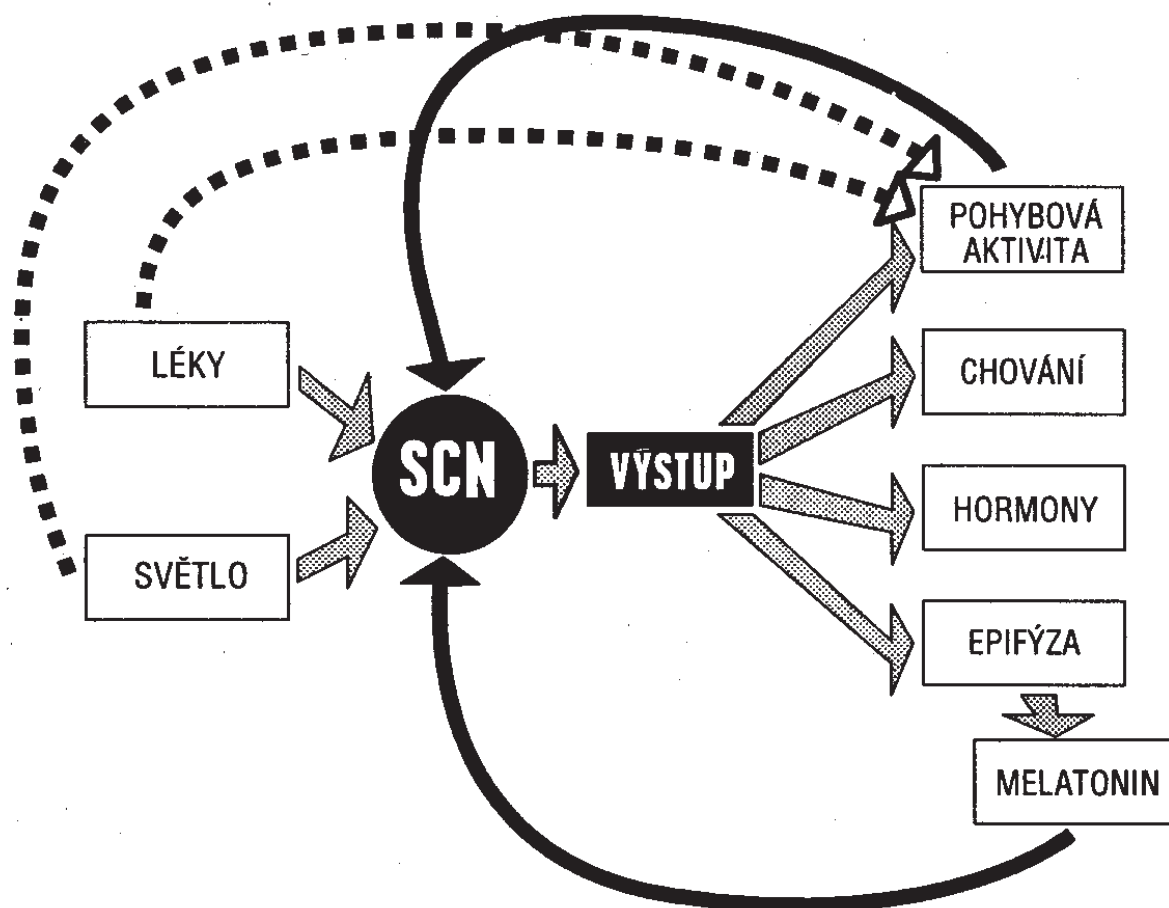 POHYBOVÁ
AKTIVITA
LÉKY
CHOVÁNÍ
SCN
VÝSTUP
HORMONY
SVĚTLO
EPIFÝZA
MELATONIN